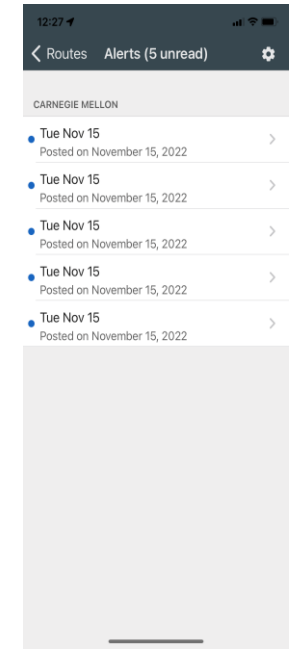 12:27
Routes Alerts (5 unread)
CARNEGIE MELLON
Tue Nov 15
Posted on November 15, 2022
Tue Nov 15
Posted on November 15, 2022
Tue Nov 15
Posted on November 15, 2022
Tue Nov 15
Posted on November 15, 2022
Tue Nov 15
Posted on November 15, 2022